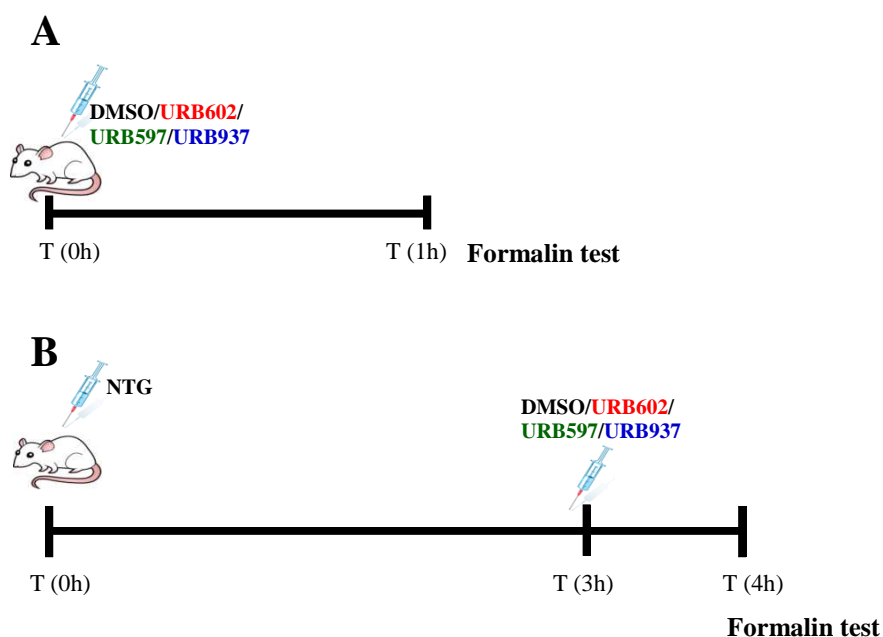 A
DMSO/URB602/
URB597/URB937
T (0h)
T (1h)
Formalin test
B
NTG
DMSO/URB602/
URB597/URB937
T (0h)
T (3h)
T (4h)
Formalin test